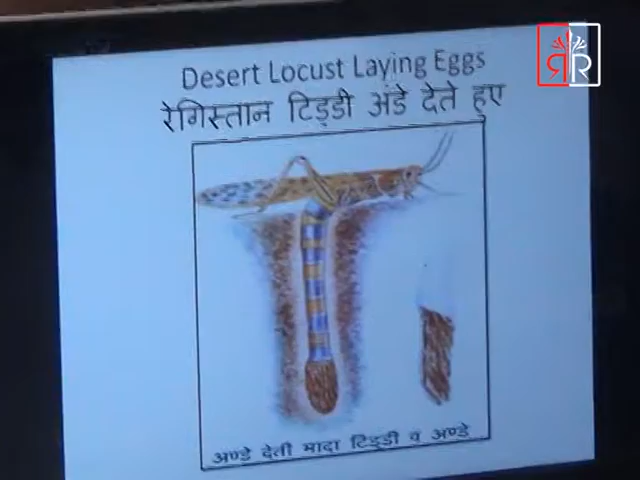 Desert Locust Laying Eggs
रेगिस्तान टिड्डी अंडे देते हुए
अण्डे देती मादा टिड्डी व अण्डे